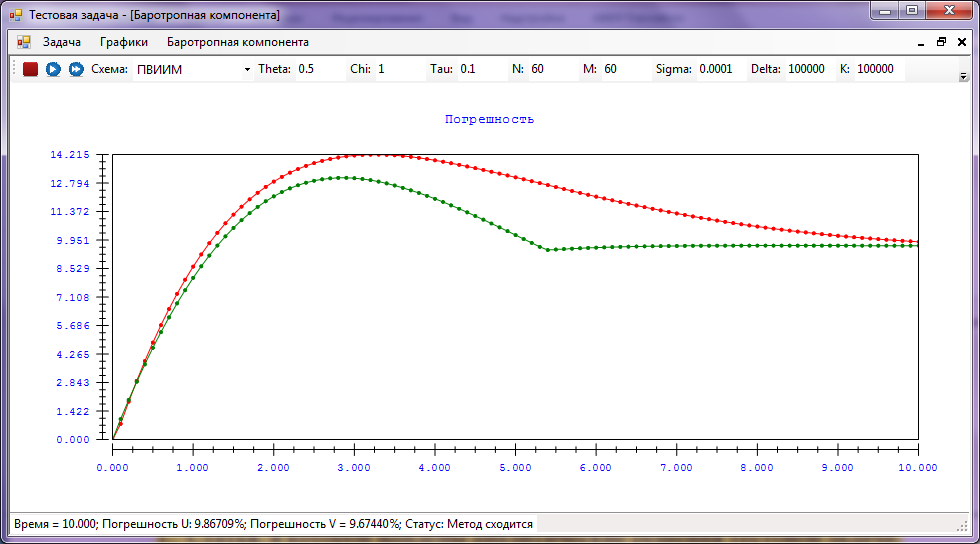 Тестовая задача - [Баротропная компонента]
Задача Графики Баротропная компонента
Схема: ПВИИМ Theta: 0.5 Chi: 1 Tau: 0.1 N: 60 M: 60 Sigma: 0.0001 Delta: 100000 K: 100000
Погрешность
14.215
12.794
11.372
9.951
8.529
7.108
5.686
4.265
2.843
1.422
0.000
0.000 1.000 2.000 3.000 4.000 5.000 6.000 7.000 8.000 9.000 10.000
Время = 10.000; Погрешность U: 9.86709%; Погрешность V = 9.67440%; Статус: Метод сходится